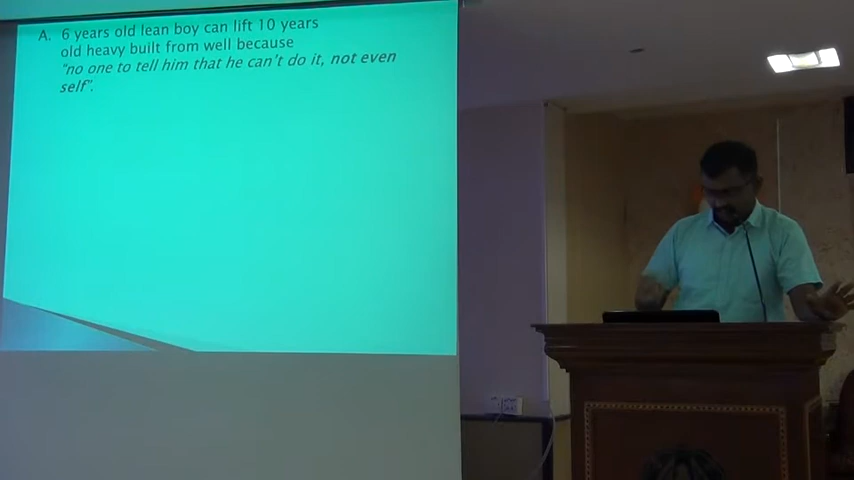 A. 6 years old lean boy can lift 10 years
old heavy built from well because
"no one to tell him that he can't do it, not even
self".